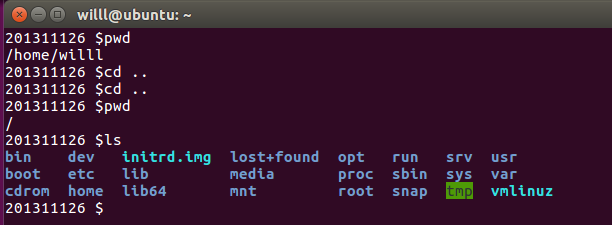 willl@ubuntu: ~
201311126 $pwd
/home/willl
201311126 $cd ..
201311126 $cd ..
201311126 $pwd
/
201311126 $ls
bin dev initrd.img lost+found opt run srv usr
boot etc lib media proc sbin sys var
cdrom home lib64 mnt root snap tmp vmlinuz
201311126 $